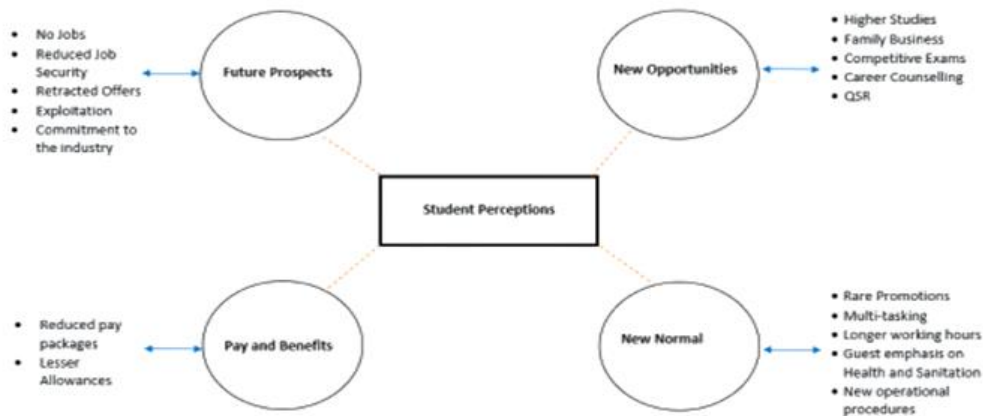 • No Jobs
• Reduced Job
Security
• Retracted Offers
• Exploitation
• Commitment to
the industry
Future Prospects
New Opportunities
• Higher Studies
• Family Business
• Competitive Exams
• Career Counselling
• QSR
Student Perceptions
• Reduced pay
packages
• Lesser
Allowances
Pay and Benefits
New Normal
• Rare Promotions
• Multi-tasking
• Longer working hours
• Guest emphasis on
Health and Sanitation
• New operational
procedures